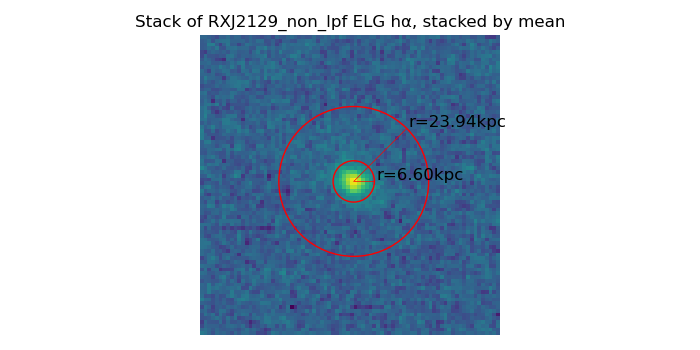 Stack of RXJ2129_non_lpf ELG hα, stacked by mean
r=23.94kpc
r=6.60kpc